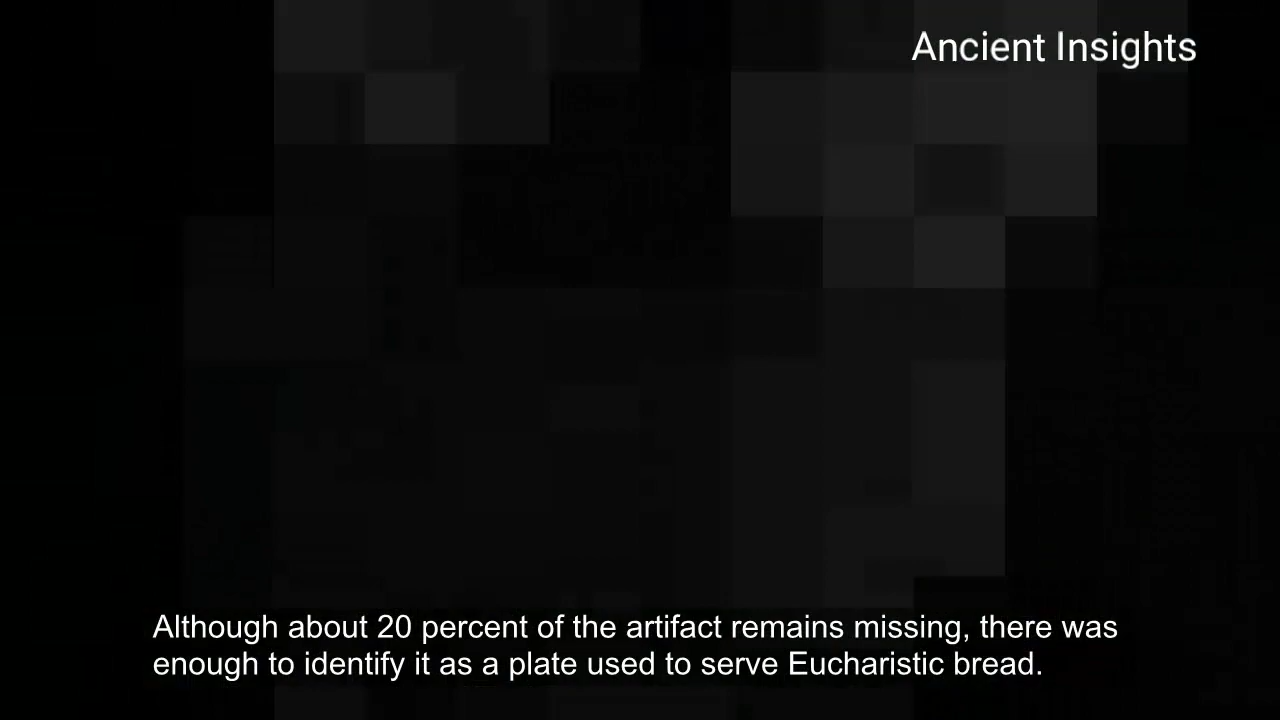 Ancient Insights
Although about 20 percent of the artifact remains missing, there was
enough to identify it as a plate used to serve Eucharistic bread.